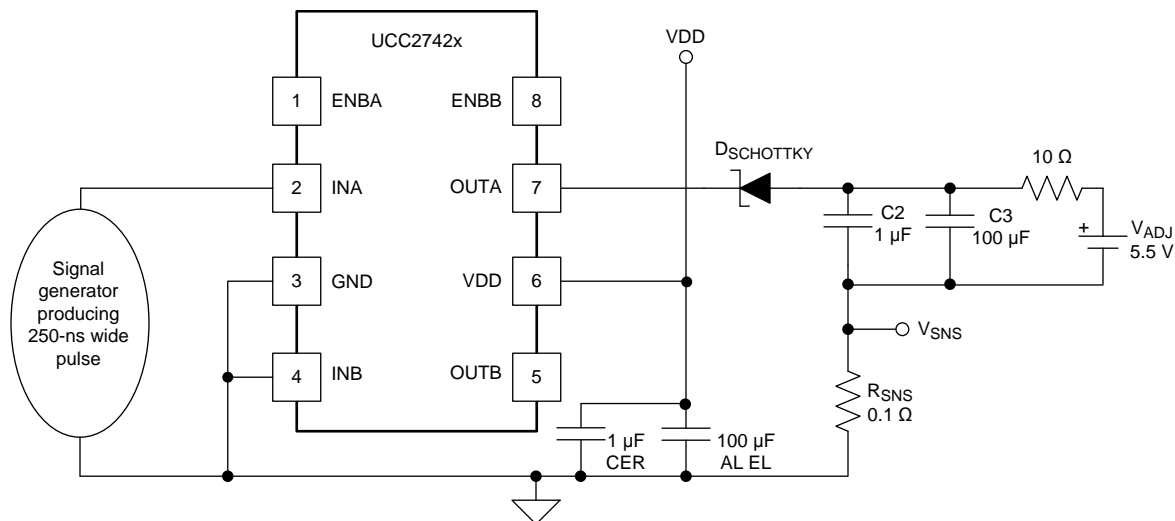 UCC2742x
VDD
1 ENBA ENBB 8
DSCHOTTKY
10 Ω
2 INA OUTA 7
C2
1 µF
C3
100 µF
+
VADJ
5.5 V
Signal
generator
producing
250-ns wide
pulse
3 GND VDD 6
VSNS
4 INB OUTB 5
RSNS
0.1 Ω
1 µF
CER
100 µF
AL EL